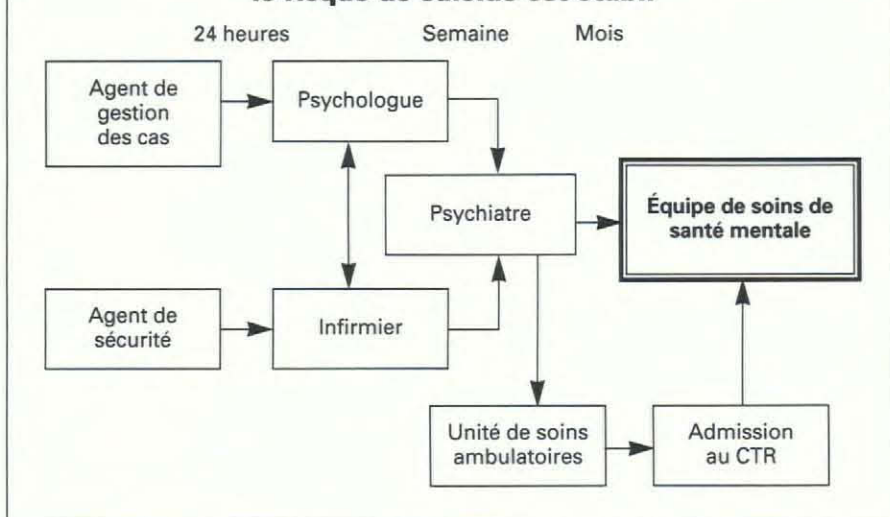 24 heures Semaine Mois
Agent de
gestion
des cas
Psychologue
Psychiatre
Équipe de soins de
santé mentale
Agent de
sécurité
Infirmier
Unité de soins
ambulatoires
Admission
au CTR